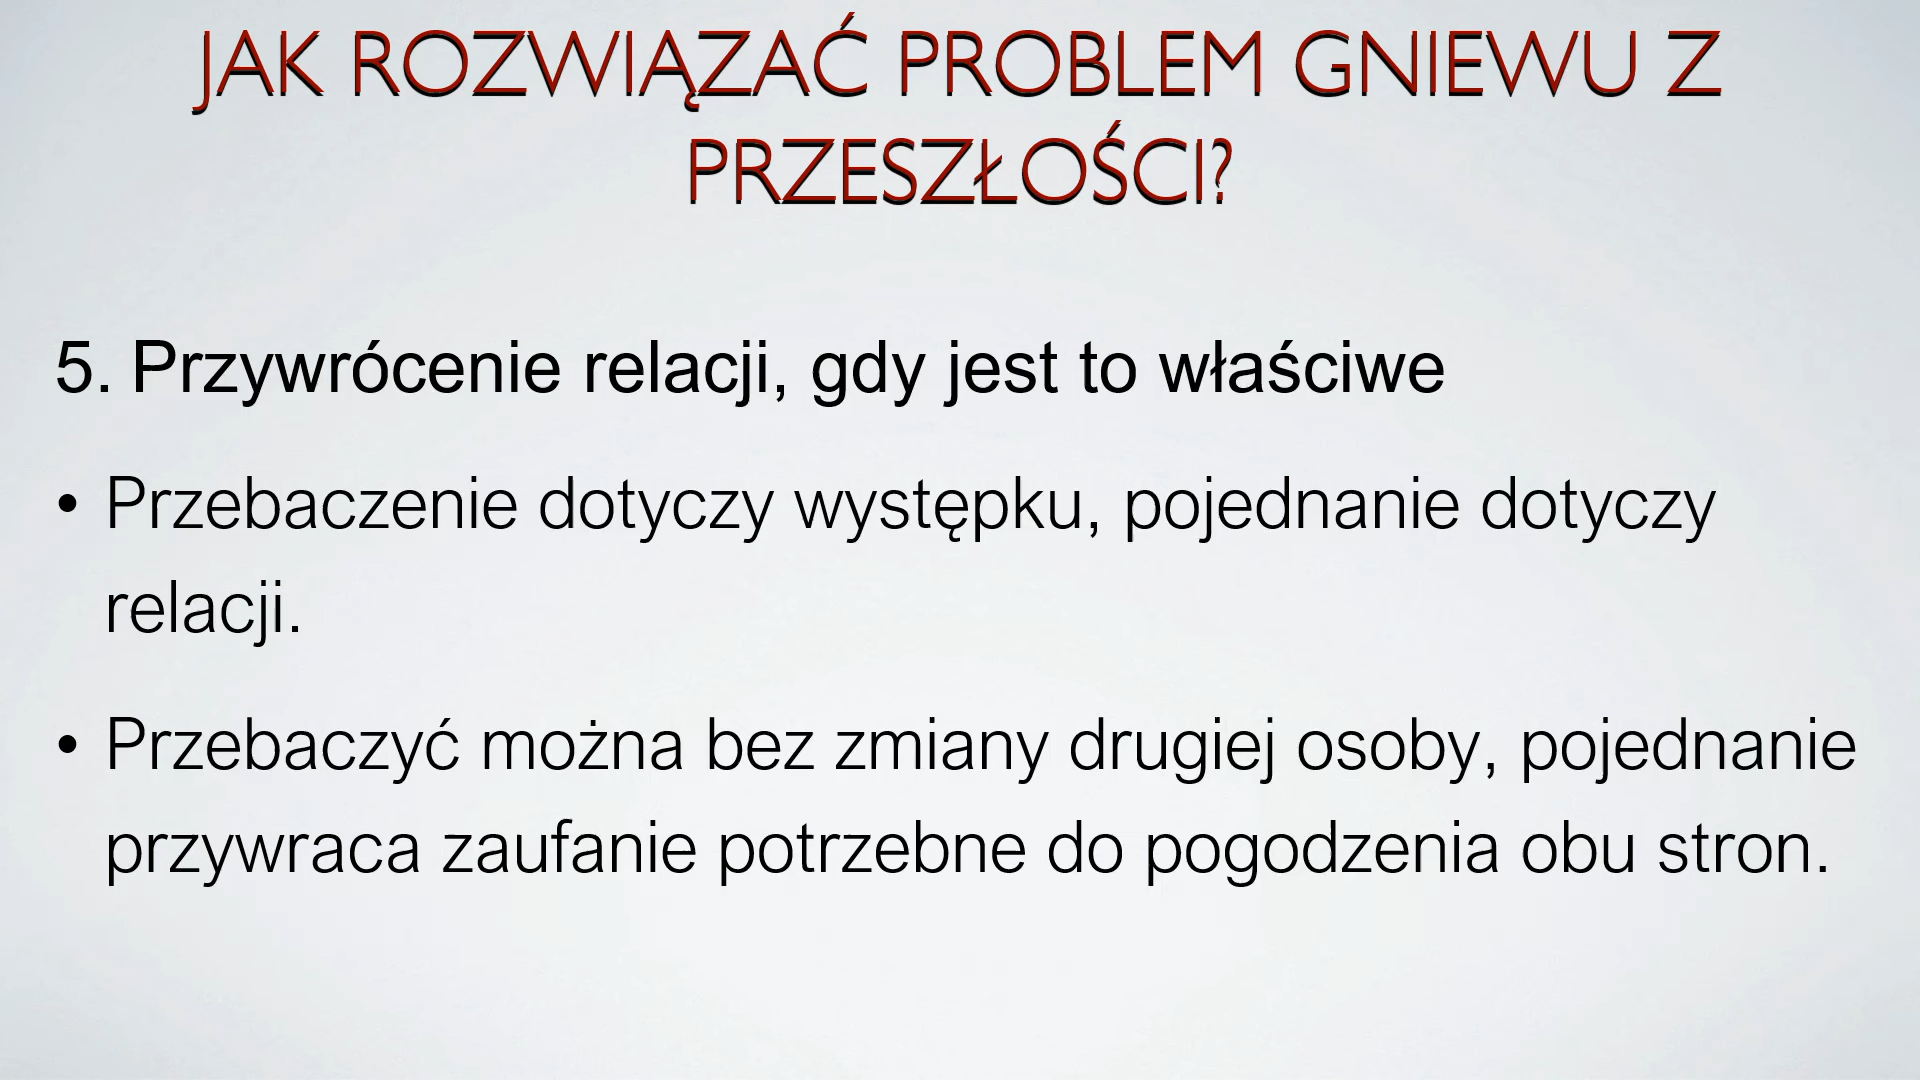 JAK ROZWIĄZAĆ PROBLEM GNIEWU Z
PRZESZŁOŚCI?
5. Przywrócenie relacji, gdy jest to właściwe
• Przebaczenie dotyczy występku, pojednanie dotyczy
relacji.
• Przebaczyć można bez zmiany drugiej osoby, pojednanie
przywraca zaufanie potrzebne do pogodzenia obu stron.